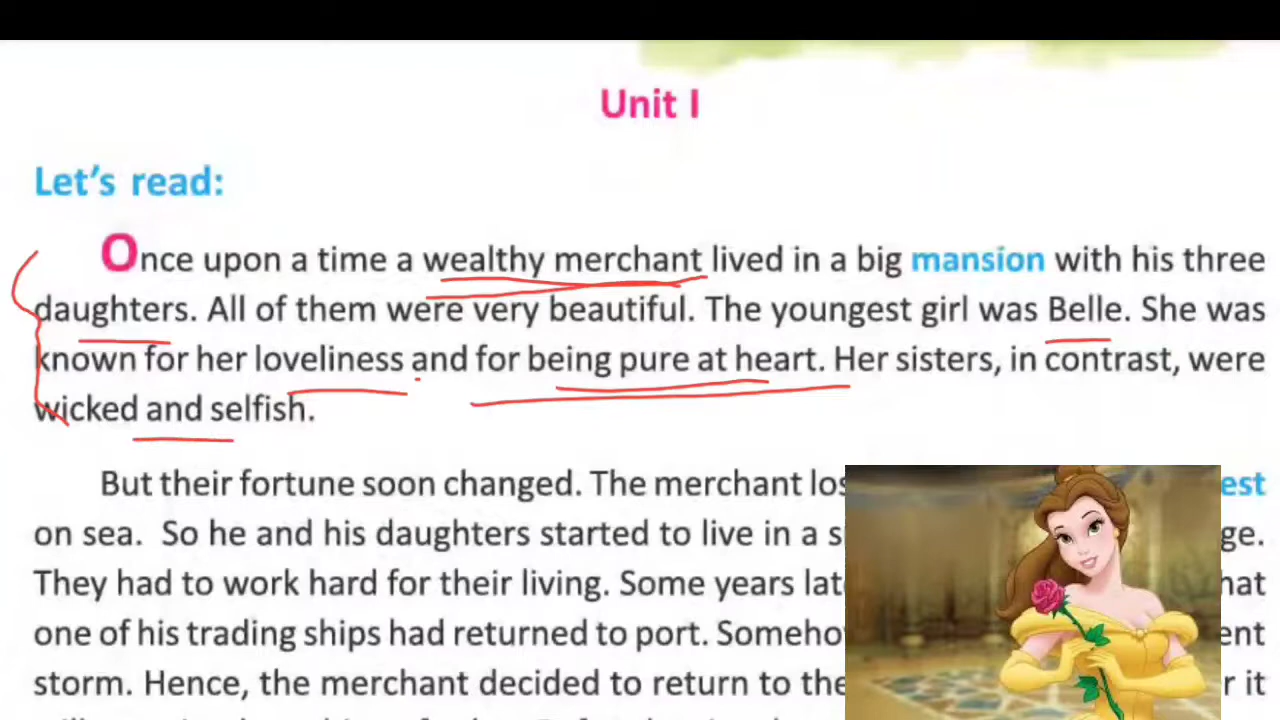 Unit I
Let's read:
Once upon a time a wealthy merchant lived in a big mansion with his three
daughters. All of them were very beautiful. The youngest girl was Belle. She was
known for her loveliness and for being pure at heart. Her sisters, in contrast, were
wicked and selfish.
But their fortune soon changed. The merchant
on sea. So he and his daughters started to live in a
They had to work hard for their living. Some years
one of his trading ships had returned to port.
storm. Hence, the merchant decided to return to the it